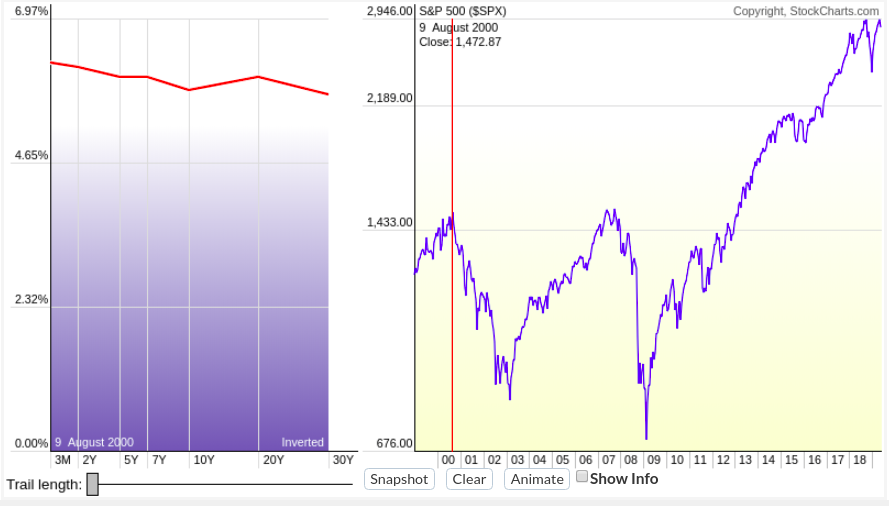 6.97%
4.65%
2.32%
0.00%
9 August 2000 Inverted
3M 2Y 5Y 7Y 10Y 20Y 30Y
2,946.00 S&P 500 ($SPX) Copyright, StockCharts.com
9 August 2000
Close: 1,472.87
2,189.00
1,433.00
676.00
00 01 02 03 04 05 06 07 08 09 10 11 12 13 14 15 16 17 18
Trail length:
Snapshot Clear Animate Show Info